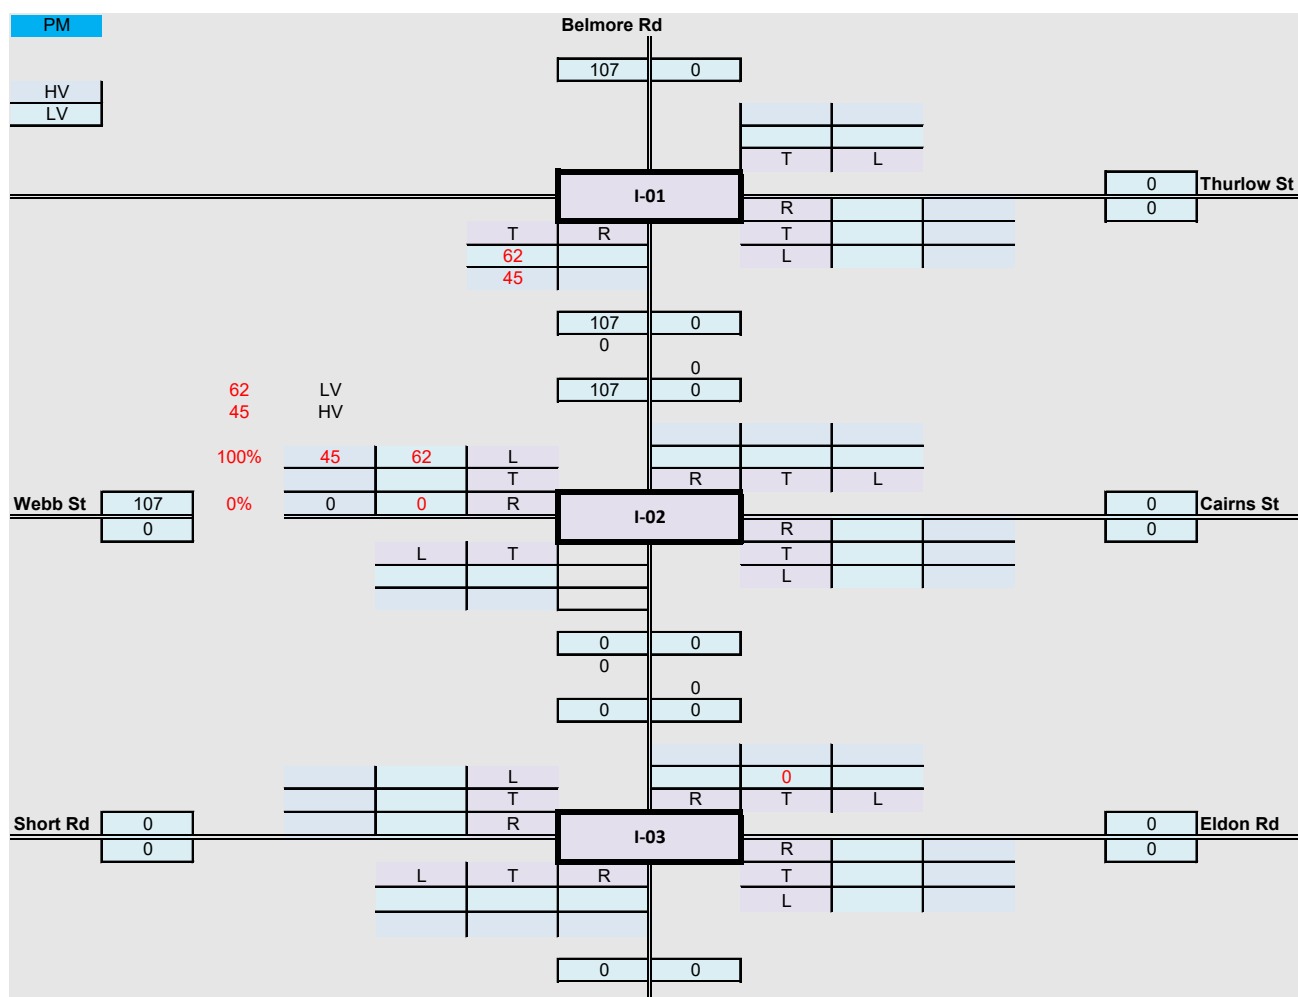 PM Belmore Rd
107 0
HV
LV
T L
0 Thurlow St
I-01
R 0
T R T
62 L
45
107 0
0
0
62 LV 107 0
45 HV
100% 45 62 L
T R T L
Webb St 107 0% 0 0 R 0 Cairns St
I-02
0 R 0
L T T
L
0 0
0
0
0 0
L 0
T R T L
Short Rd 0 R 0 Eldon Rd
I-03
0 R 0
L T R T
L
0 0